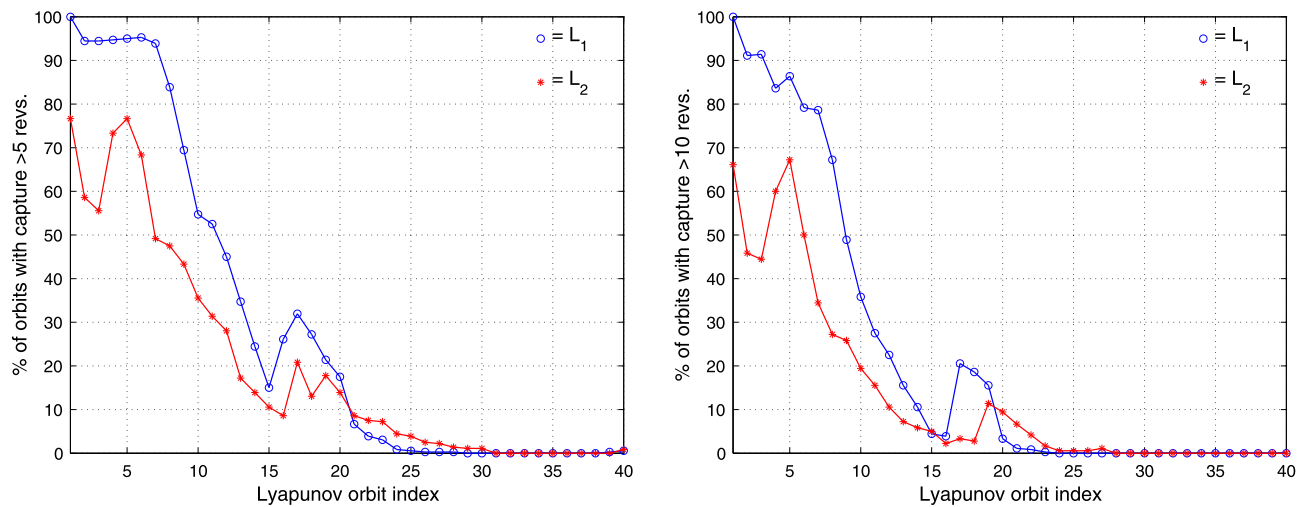 100
90
80
70
60
50
40
30
20
10
0
5 10 15 20 25 30 35 40
% of orbits with capture >5 revs.
Lyapunov orbit index
= L₁
= L₂
100
90
80
70
60
50
40
30
20
10
0
5 10 15 20 25 30 35 40
% of orbits with capture >10 revs.
Lyapunov orbit index
= L₁
= L₂